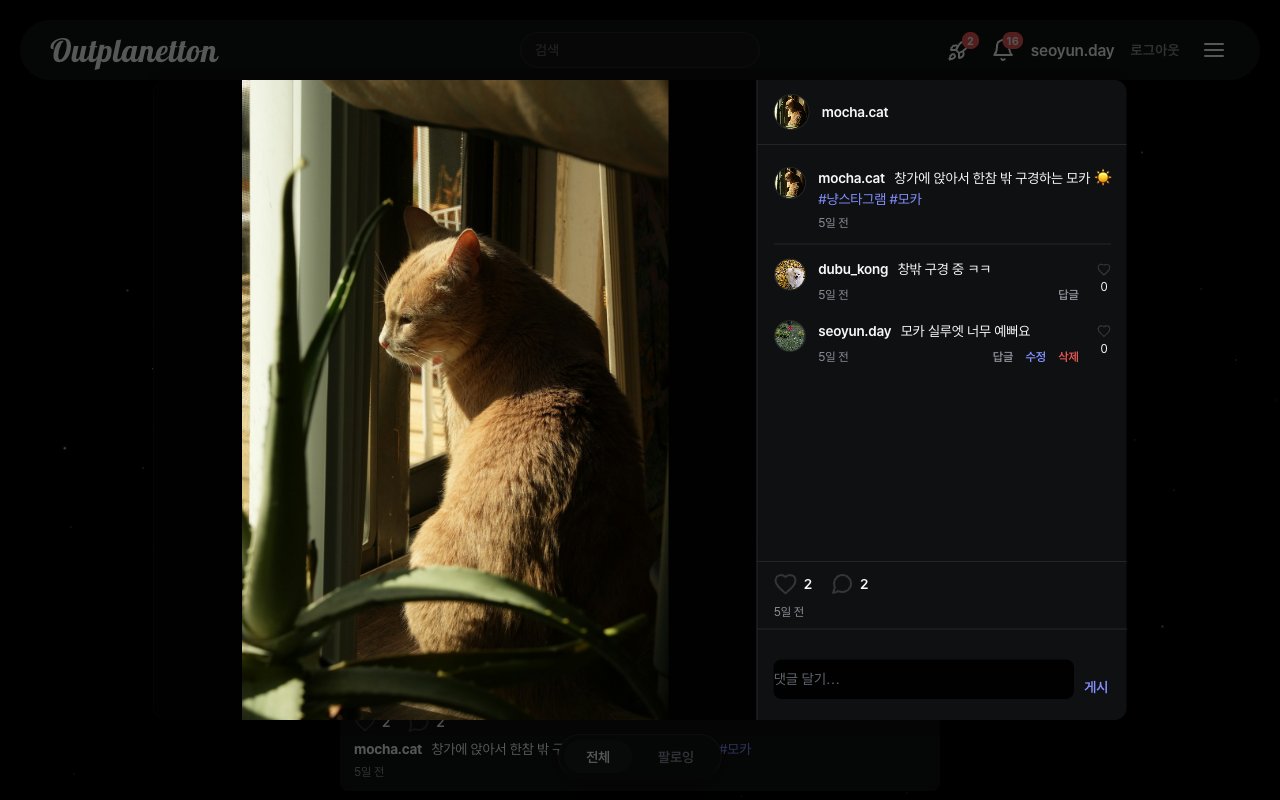 Outplanetton
검색
2
16
seoyun.day
로그아웃
mocha.cat
mocha.cat 창가에 앉아서 한참 밖 구경하는 모카 ☀️
#냥스타그램 #모카
5일 전
dubu_kong 창밖 구경 중 ㅋㅋ
0
5일 전
답글
seoyun.day 모카 실루엣 너무 예뻐요
0
5일 전
답글 수정 삭제
2 2
5일 전
댓글 달기...
게시
2 2
mocha.cat 창가에 앉아서 한참 밖
#모카
5일 전
전체
팔로잉